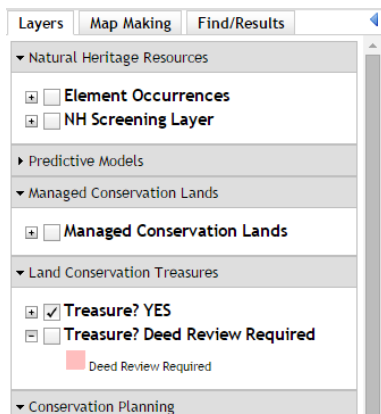 Layers Map Making Find/Results
Natural Heritage Resources
Element Occurrences
NH Screening Layer
Predictive Models
Managed Conservation Lands
Managed Conservation Lands
Land Conservation Treasures
Treasure? YES
Treasure? Deed Review Required
Deed Review Required
Conservation Planning